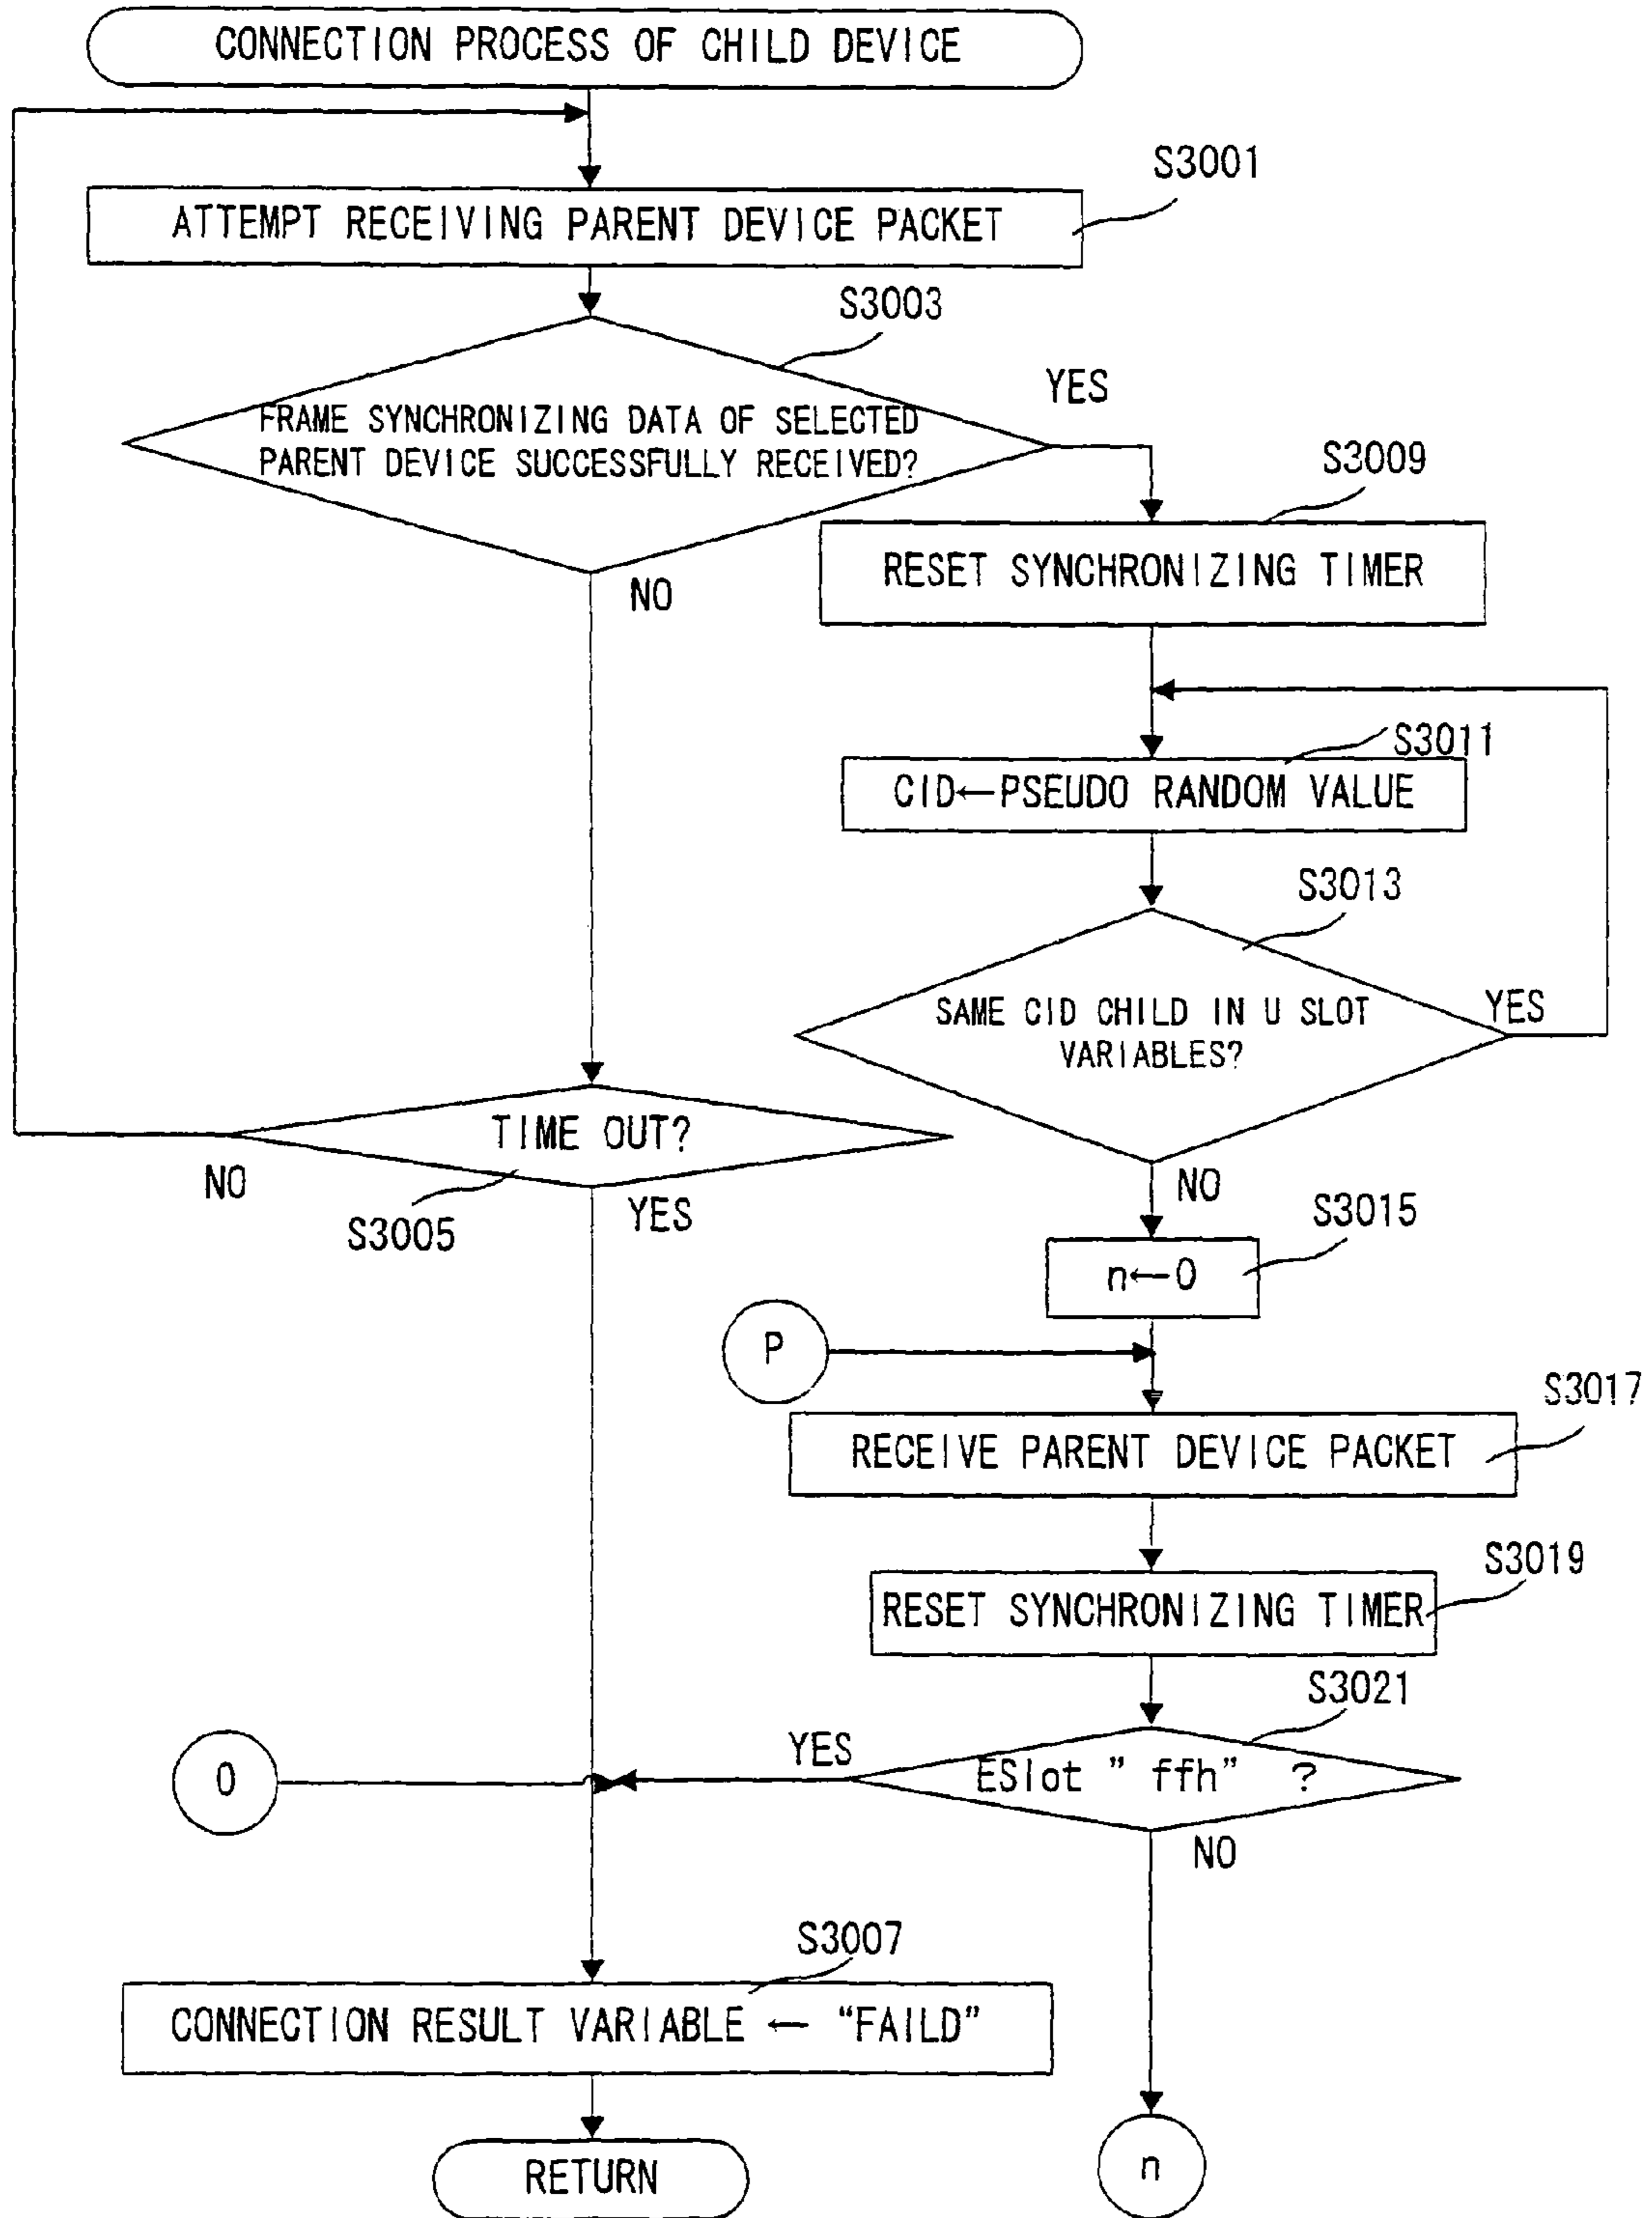 CONNECTION PROCESS OF CHILD DEVICE
S3001
ATTEMPT RECEIVING PARENT DEVICE PACKET
S3003
FRAME SYNCHRONIZING DATA OF SELECTED
PARENT DEVICE SUCCESSFULLY RECEIVED?
YES
NO
S3009
RESET SYNCHRONIZING TIMER
S3011
CID←PSEUDO RANDOM VALUE
S3013
SAME CID CHILD IN U SLOT
VARIABLES?
YES
NO
TIME OUT?
NO
YES
S3005
S3015
n←0
P
S3017
RECEIVE PARENT DEVICE PACKET
S3019
RESET SYNCHRONIZING TIMER
S3021
ESlot ” ffh” ?
YES
NO
O
S3007
CONNECTION RESULT VARIABLE ← “FAILD”
RETURN
n